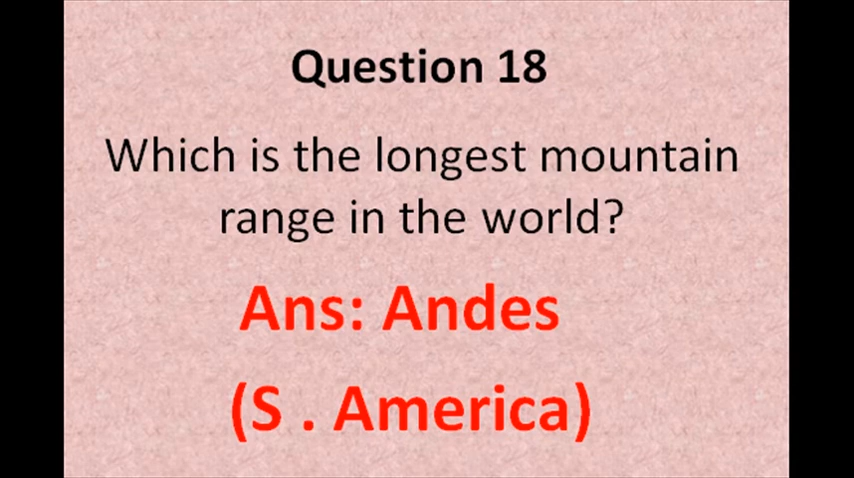 Question 18
Which is the longest mountain
range in the world?
Ans: Andes
(S . America)